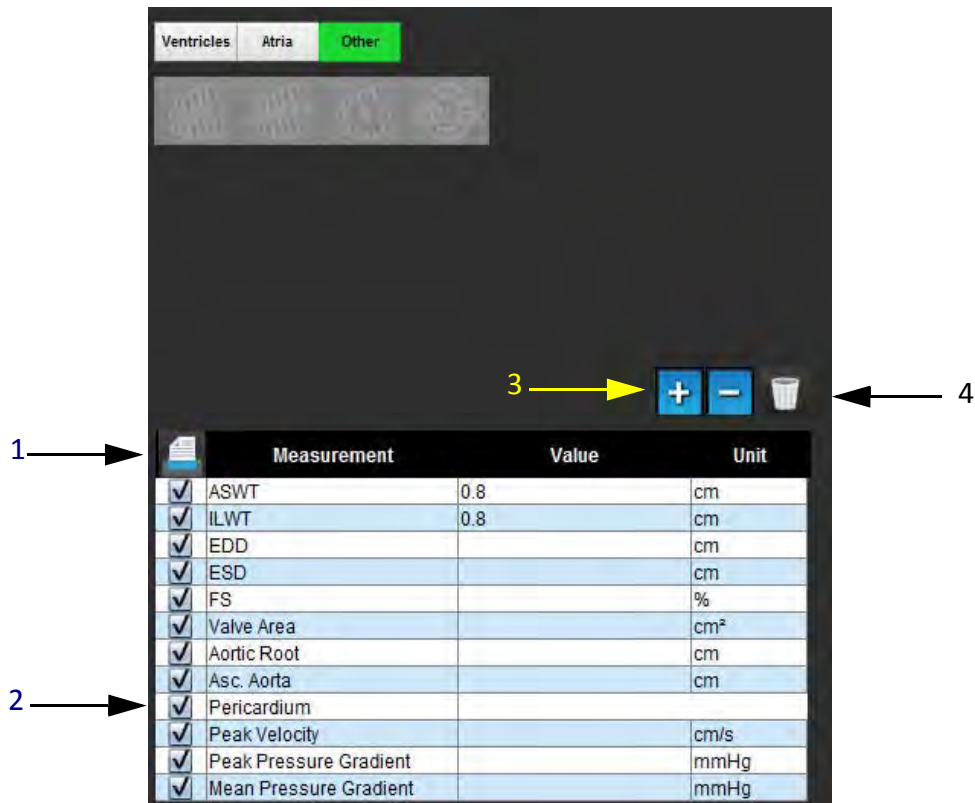 Ventricles Atria Other
3
4
1
Measurement Value Unit
ASWT 0.8 cm
ILWT 0.8 cm
EDD cm
ESD cm
FS %
Valve Area cm²
Aortic Root cm
Asc. Aorta cm
2
Pericardium
Peak Velocity cm/s
Peak Pressure Gradient mmHg
Mean Pressure Gradient mmHg